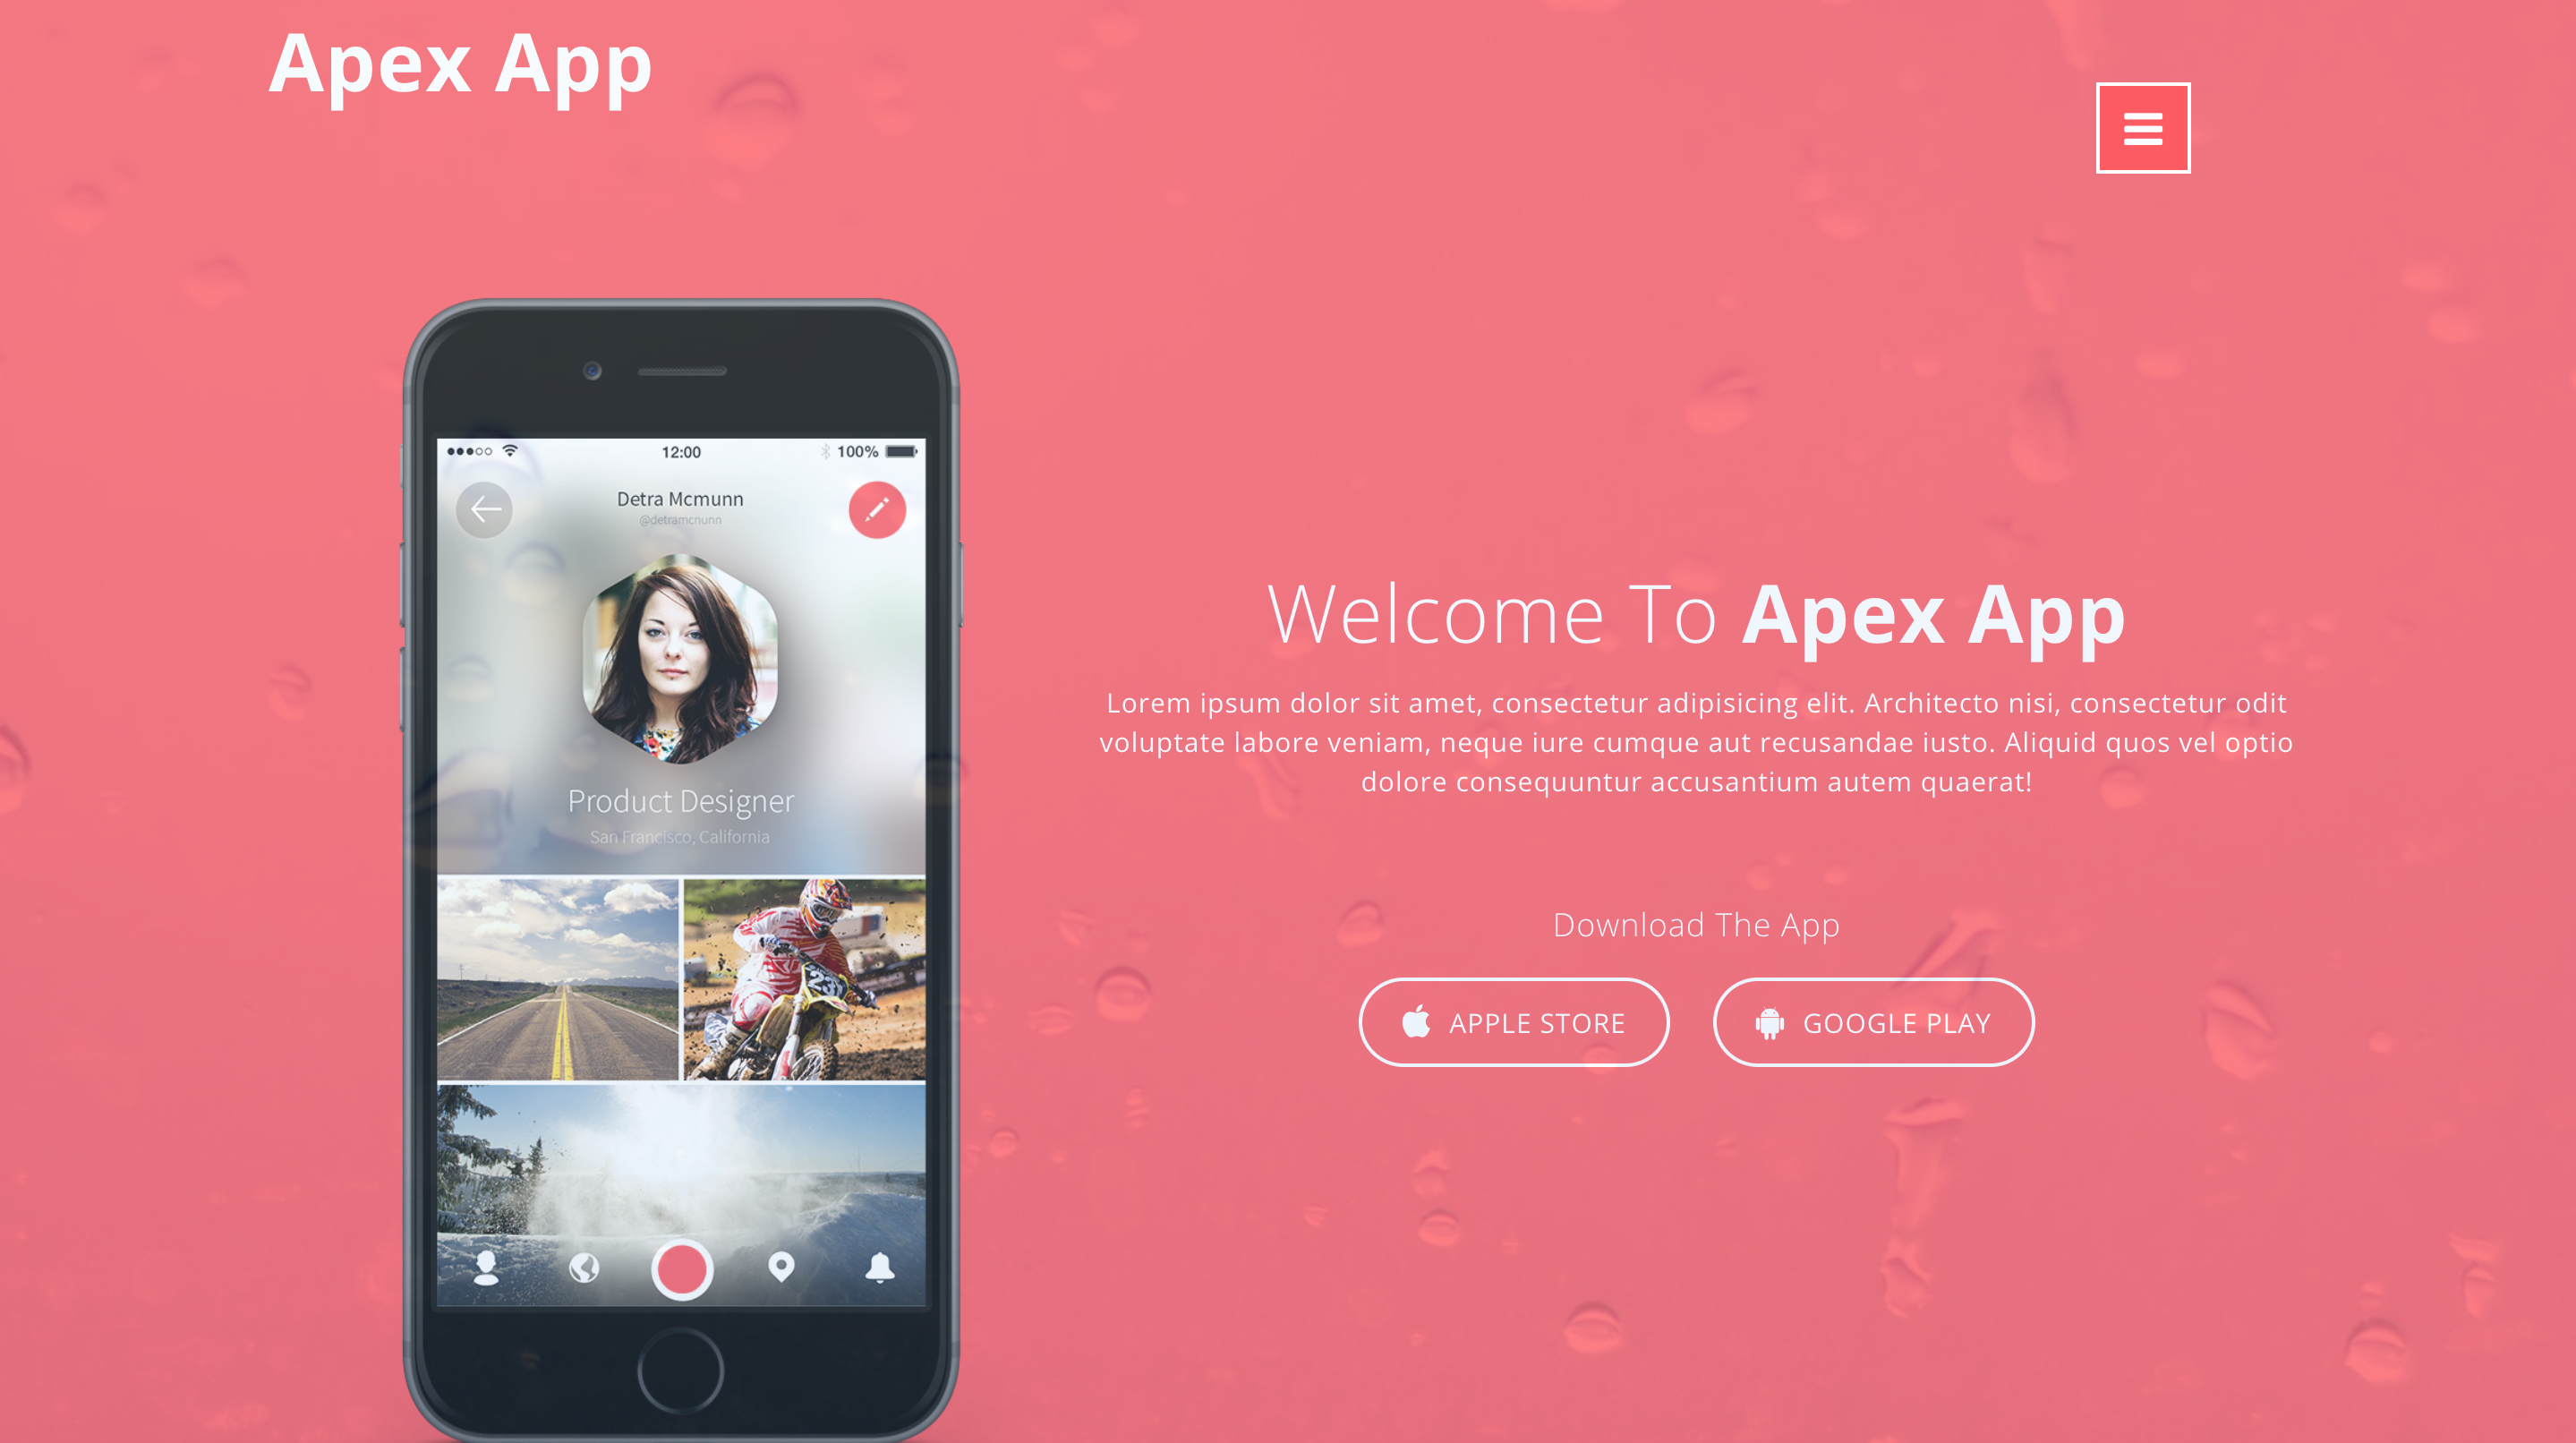 Apex App
12:00
100%
Detra Mcmunn
@detramcnunn
Product Designer
San Francisco, California
231
Welcome To Apex App
Lorem ipsum dolor sit amet, consectetur adipisicing elit. Architecto nisi, consectetur odit
voluptate labore veniam, neque iure cumque aut recusandae iusto. Aliquid quos vel optio
dolore consequuntur accusantium autem quaerat!
Download The App
APPLE STORE
GOOGLE PLAY